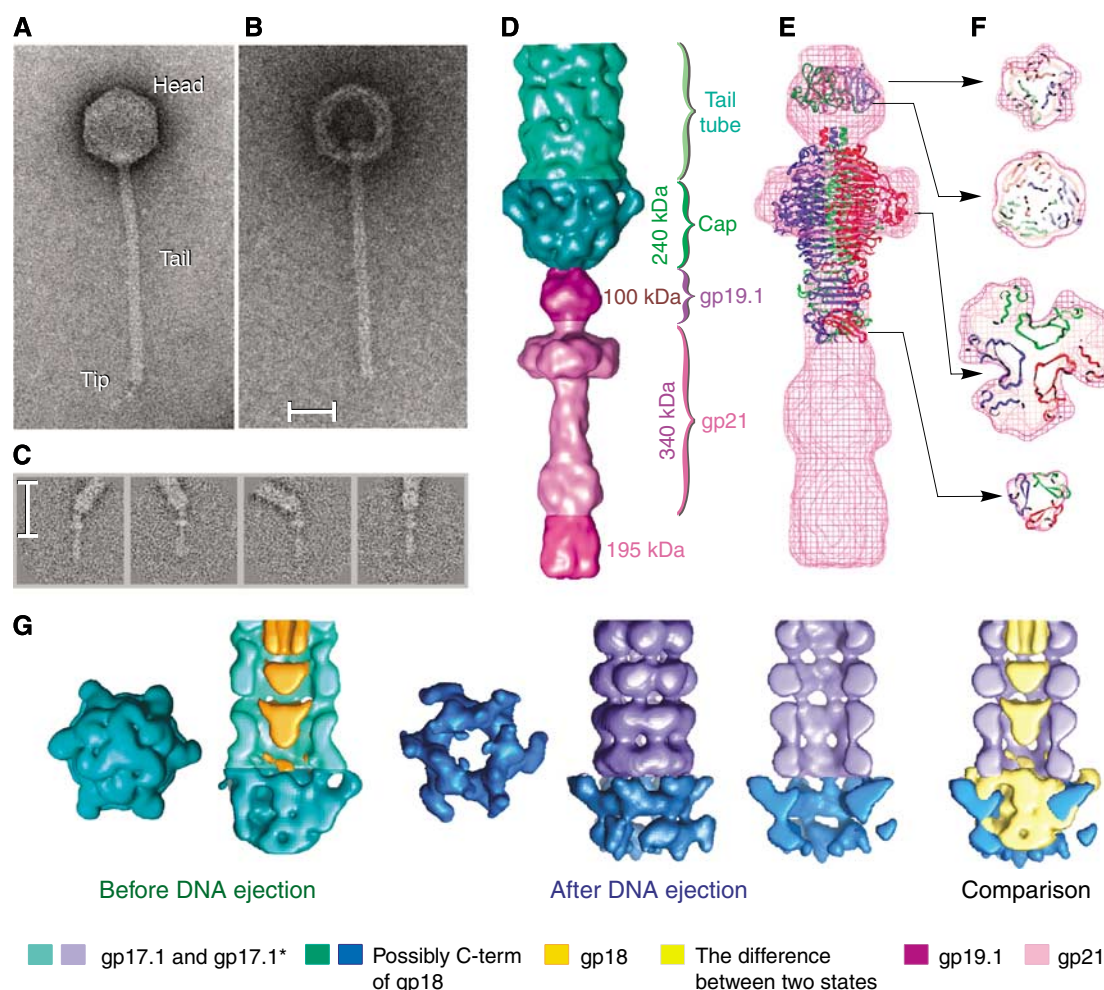 A
B
D
E
F
Head
Tail
Tip
Tail
tube
240 kDa
Cap
100 kDa
gp19.1
340 kDa
gp21
195 kDa
C
G
Before DNA ejection
After DNA ejection
Comparison
gp17.1 and gp17.1*
Possibly C-term
of gp18
gp18
The difference
between two states
gp19.1
gp21